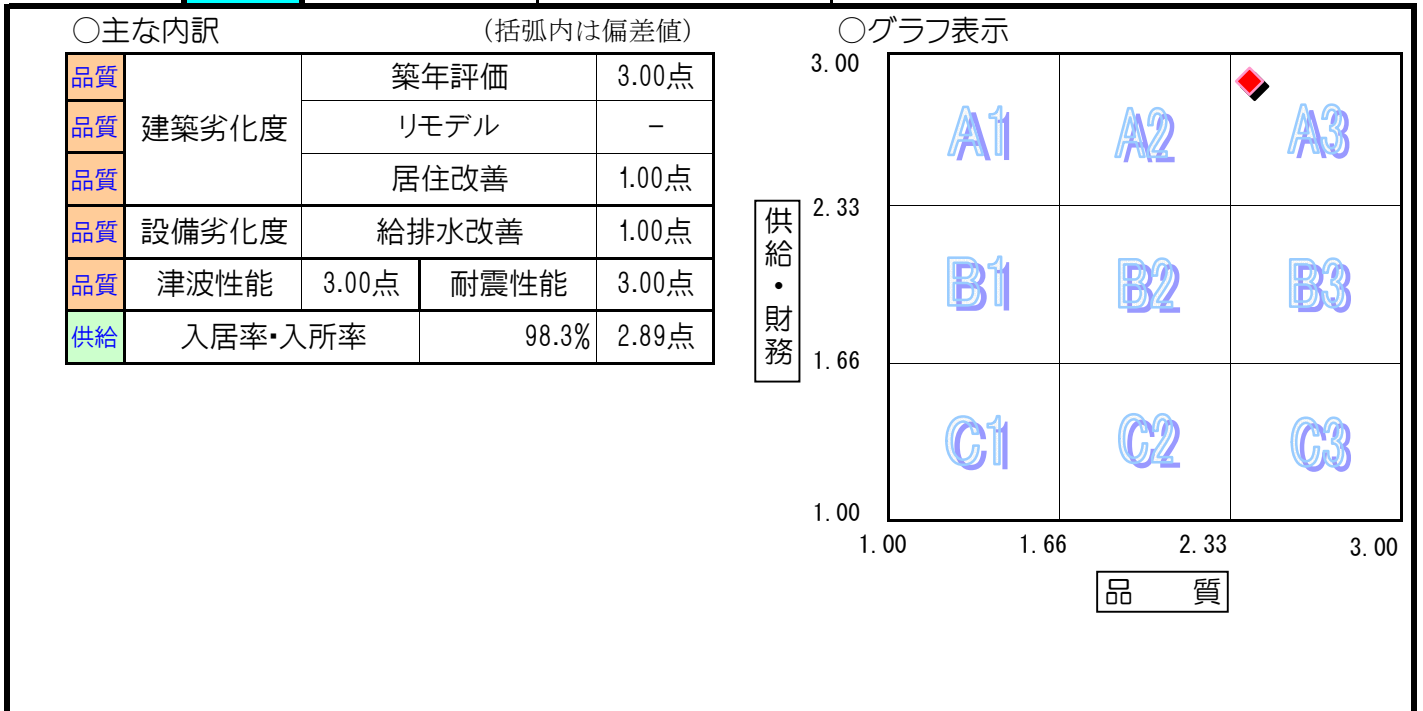 ○主な内訳 (括弧内は偏差値)
品質 建築劣化度 築年評価 3.00点
品質 リモデル －
品質 居住改善 1.00点
品質 設備劣化度 給排水改善 1.00点
品質 津波性能 3.00点 耐震性能 3.00点
供給 入居率・入所率 98.3% 2.89点
○グラフ表示
3.00
A1 A2 A3
2.33
供給・財務
B1 B2 B3
1.66
C1 C2 C3
1.00
1.00 1.66 2.33 3.00
品　質